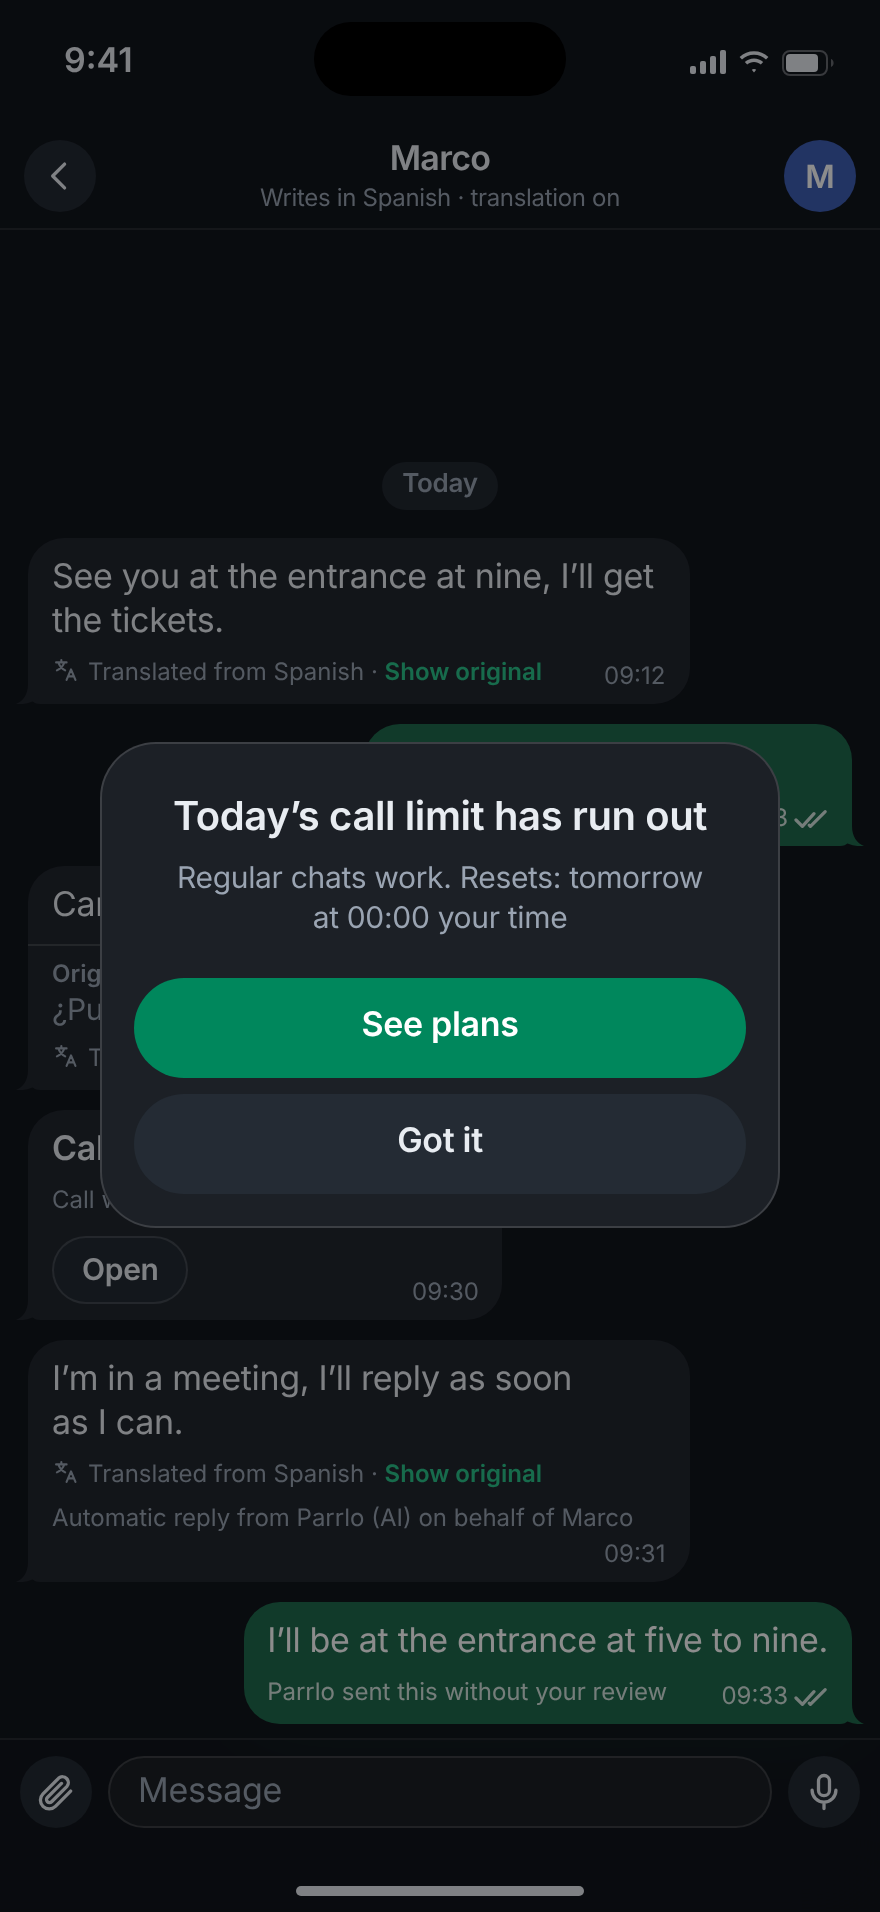 9:41
Marco
Writes in Spanish · translation on
M
Today
See you at the entrance at nine, I’ll get
the tickets.
Translated from Spanish · Show original
09:12
Today’s call limit has run out
Regular chats work. Resets: tomorrow
at 00:00 your time
See plans
Got it
Call
Open
09:30
I’m in a meeting, I’ll reply as soon
as I can.
Translated from Spanish · Show original
Automatic reply from Parrlo (AI) on behalf of Marco
09:31
I’ll be at the entrance at five to nine.
Parrlo sent this without your review
09:33
Message